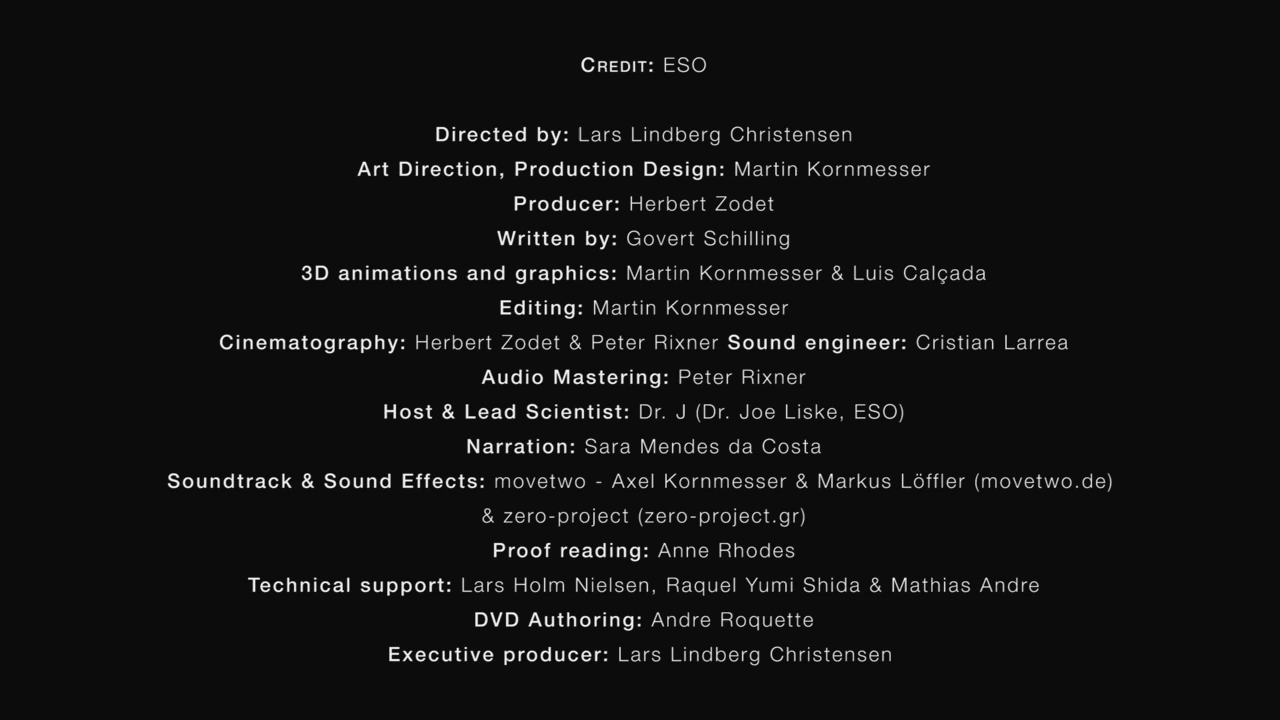 CREDIT: ESO
Directed by: Lars Lindberg Christensen
Art Direction, Production Design: Martin Kornmesser
Producer: Herbert Zodet
Written by: Govert Schilling
3D animations and graphics: Martin Kornmesser & Luis Calçada
Editing: Martin Kornmesser
Cinematography: Herbert Zodet & Peter Rixner Sound engineer: Cristian Larrea
Audio Mastering: Peter Rixner
Host & Lead Scientist: Dr. J (Dr. Joe Liske, ESO)
Narration: Sara Mendes da Costa
Soundtrack & Sound Effects: movetwo - Axel Kornmesser & Markus Löffler (movetwo.de)
& zero-project (zero-project.gr)
Proof reading: Anne Rhodes
Technical support: Lars Holm Nielsen, Raquel Yumi Shida & Mathias Andre
DVD Authoring: Andre Roquette
Executive producer: Lars Lindberg Christensen